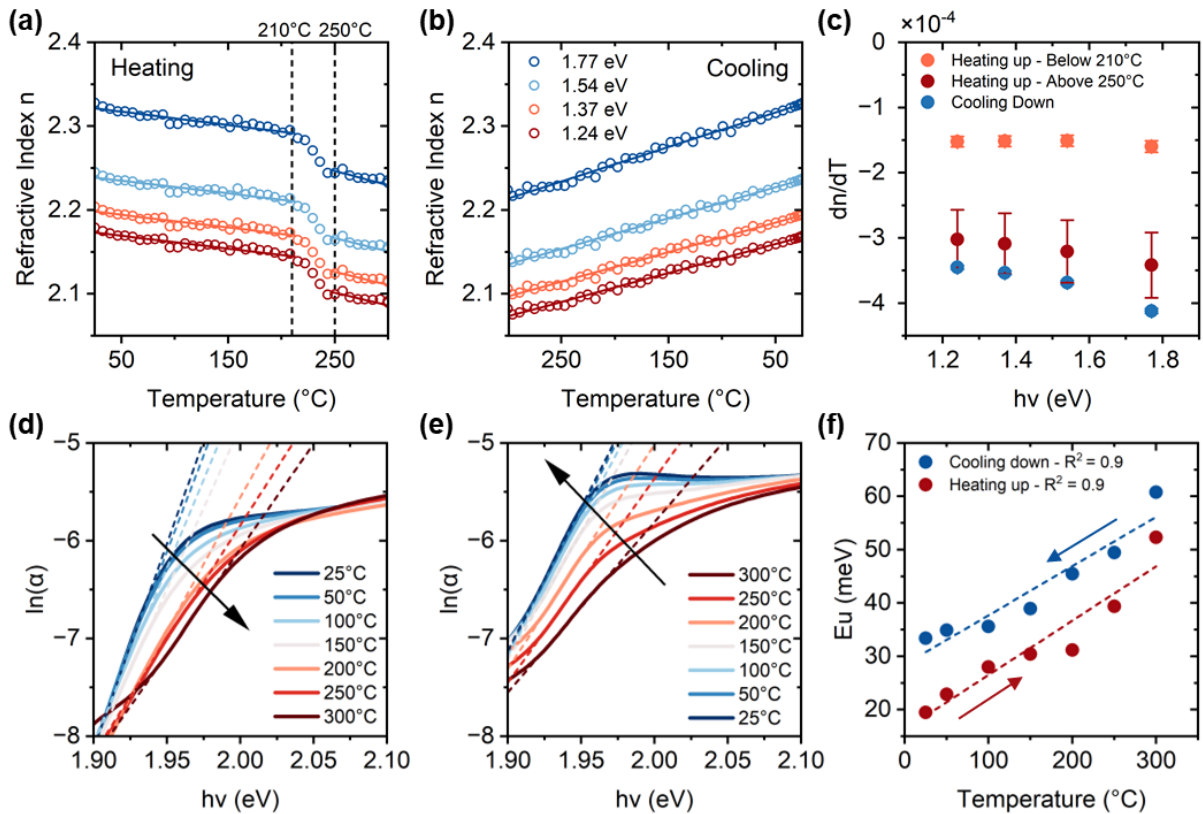 (a)
210°C 250°C
2.4
2.3
2.2
2.1
Refractive Index n
Heating
50 150 250
Temperature (°C)
(b)
2.4
2.3
2.2
2.1
Refractive Index n
1.77 eV
1.54 eV
1.37 eV
1.24 eV
Cooling
250 150 50
Temperature (°C)
(c)
×10⁻⁴
0
−1
−2
−3
−4
dn/dT
Heating up - Below 210°C
Heating up - Above 250°C
Cooling Down
1.2 1.4 1.6 1.8
hv (eV)
(d)
−5
−6
−7
−8
ln(α)
25°C
50°C
100°C
150°C
200°C
250°C
300°C
1.90 1.95 2.00 2.05 2.10
hv (eV)
(e)
−5
−6
−7
−8
ln(α)
300°C
250°C
200°C
150°C
100°C
50°C
25°C
1.90 1.95 2.00 2.05 2.10
hv (eV)
(f)
70
60
50
40
30
20
Eu (meV)
Cooling down - R² = 0.9
Heating up - R² = 0.9
0 50 100 150 200 250 300
Temperature (°C)